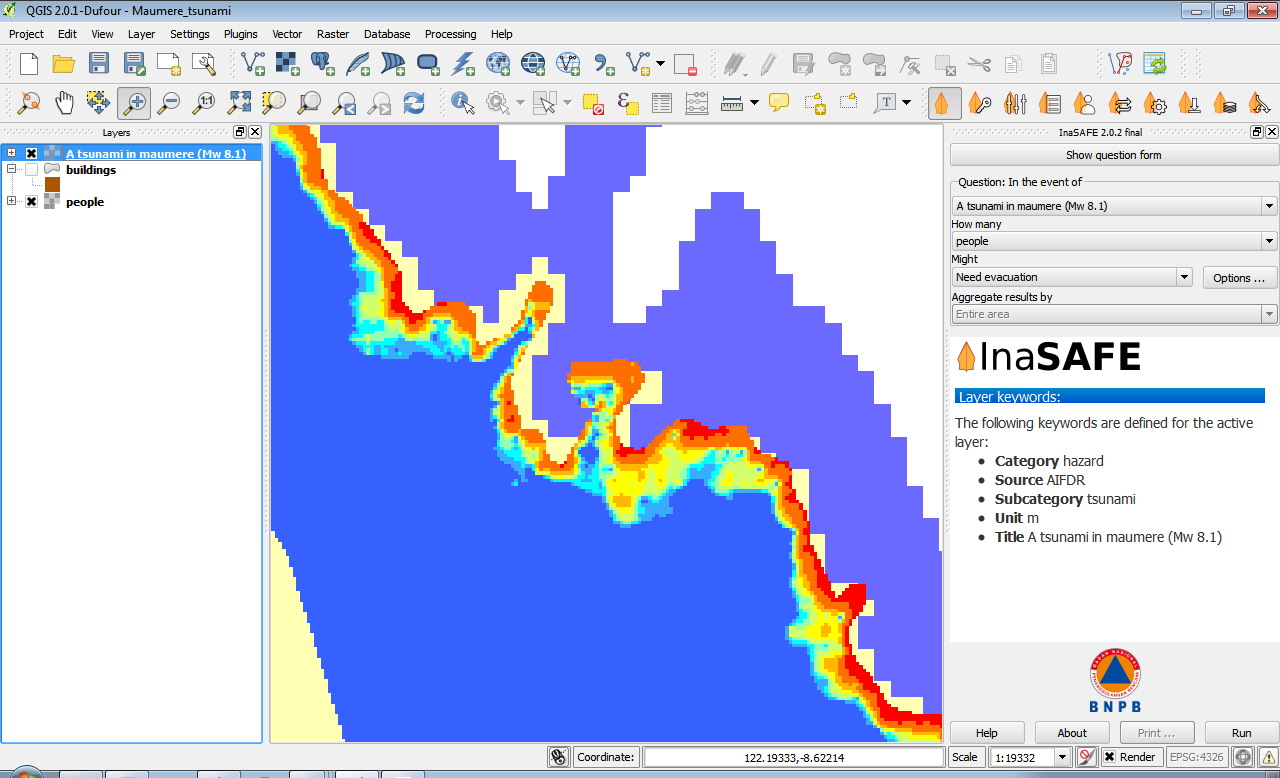 QGIS 2.0.1-Dufour - Maumere_tsunami
Project Edit View Layer Settings Plugins Vector Raster Database Processing Help
Layers
A tsunami in maumere (Mw 8.1)
buildings
people
InaSAFE 2.0.2 final
Show question form
Question: In the event of
A tsunami in maumere (Mw 8.1)
How many
people
Might
Need evacuation
Options ...
Aggregate results by
Entire area
InaSAFE
Layer keywords:
The following keywords are defined for the active
layer:
Category hazard
Source AIFDR
Subcategory tsunami
Unit m
Title A tsunami in maumere (Mw 8.1)
BNPB
Help About Print ... Run
Coordinate: 122.19333,-8.62214 Scale 1:19332 Render EPSG:4326